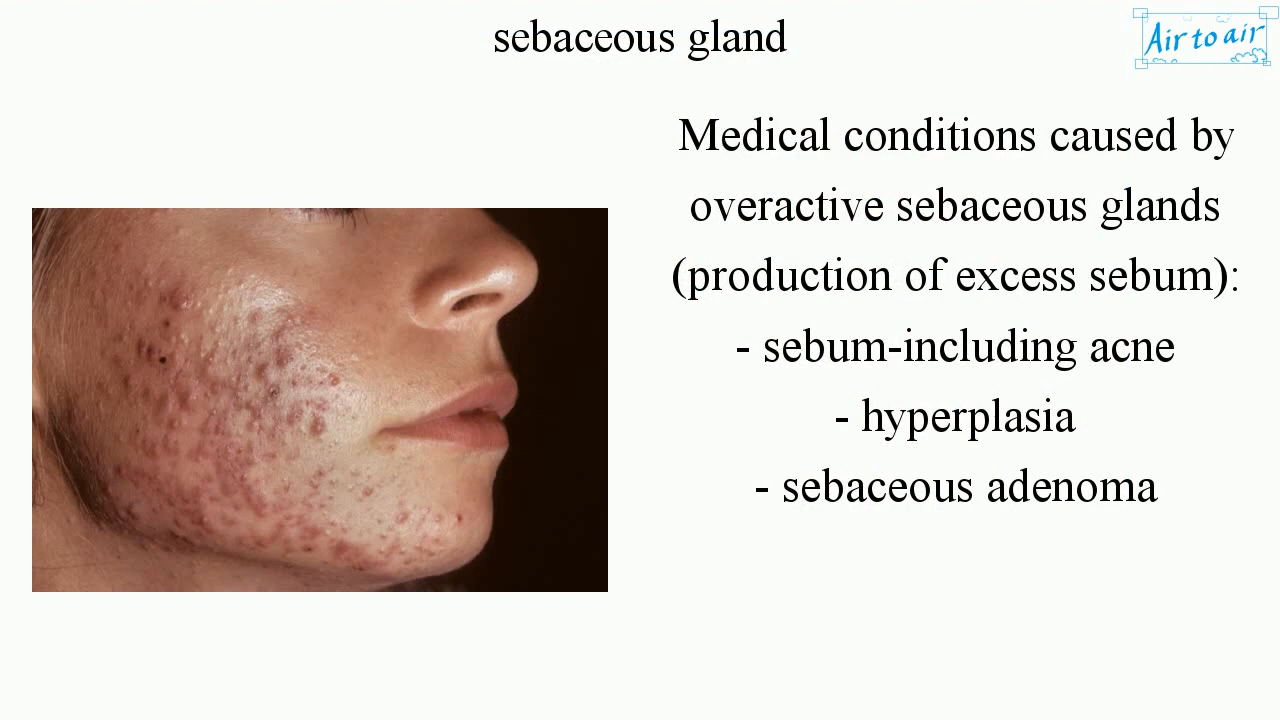 sebaceous gland
Air to air
Medical conditions caused by
overactive sebaceous glands
(production of excess sebum):
- sebum-including acne
- hyperplasia
- sebaceous adenoma